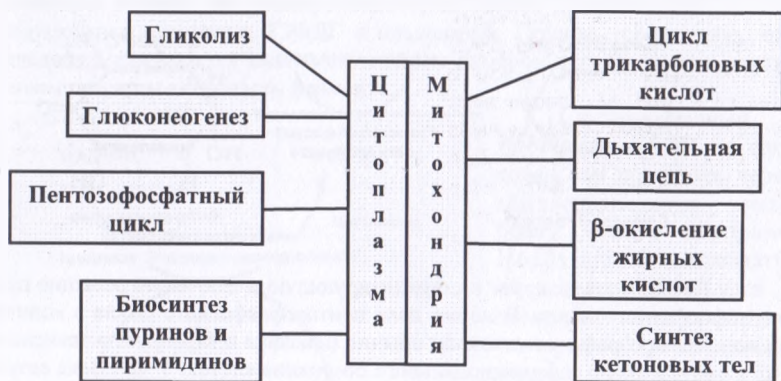 Гликолиз
Глюконеогенез
Пентозофосфатный
цикл
Биосинтез
пуринов и
пиримидинов
Цитоплазма
Митохондрия
Цикл
трикарбоновых
кислот
Дыхательная
цепь
β-окисление
жирных
кислот
Синтез
кетоновых тел